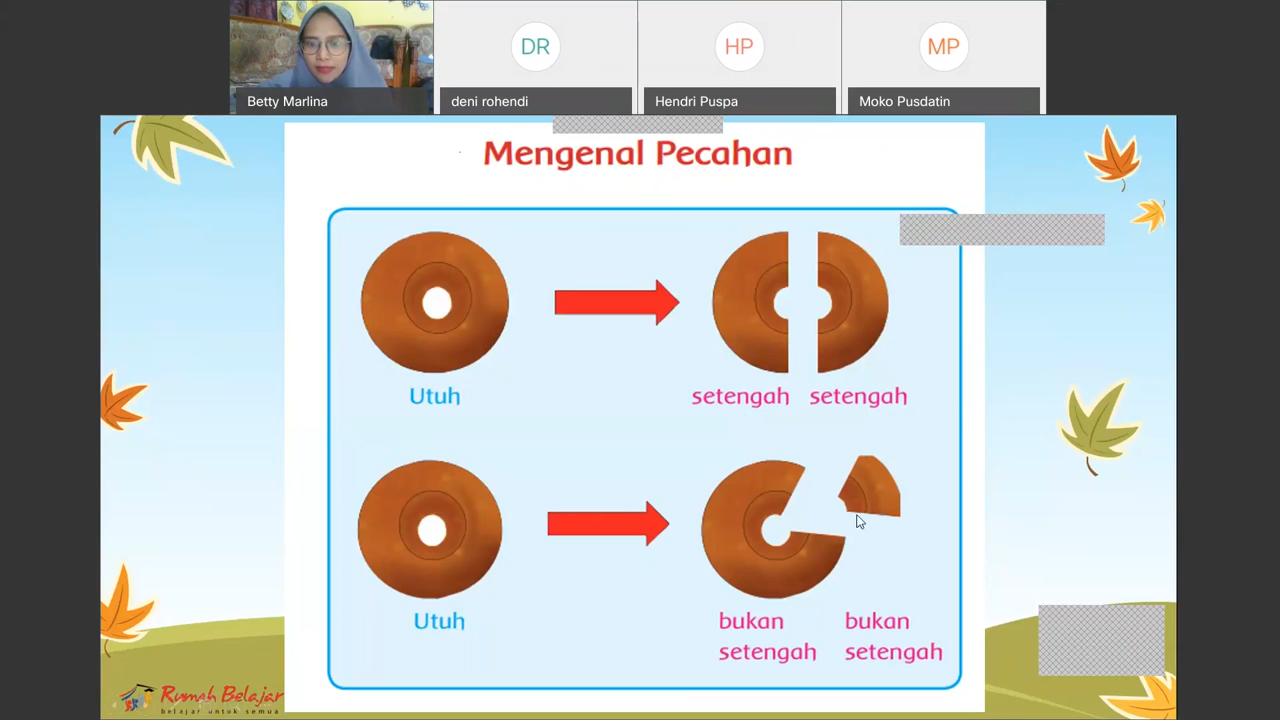 DR
HP
MP
Betty Marlina
deni rohendi
Hendri Puspa
Moko Pusdatin
Mengenal Pecahan
Utuh
setengah setengah
Utuh
bukan bukan
setengah setengah
Rumah Belajar
belajar untuk semua